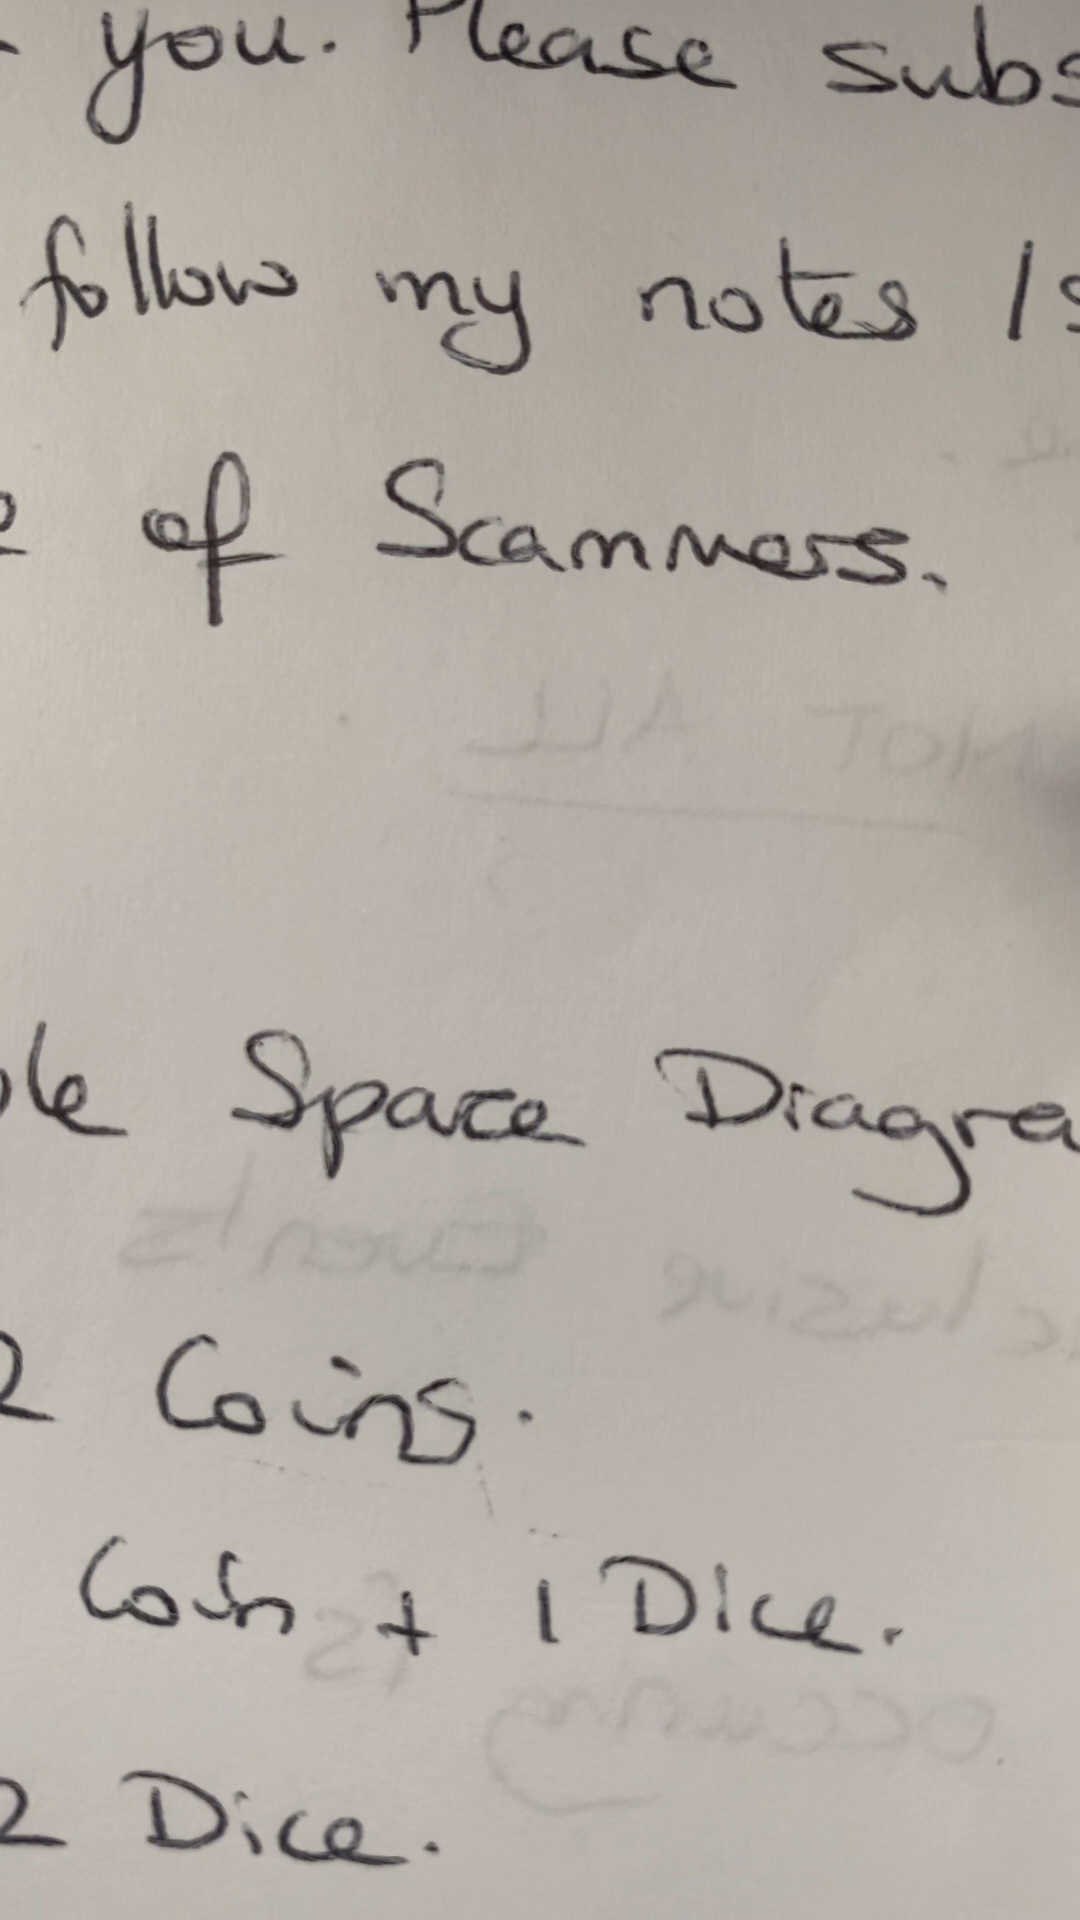 you. Please subs
follow my notes /s
of Scammers.
Space Diagra
2 Coins.
Coin + 1 Dice.
2 Dice.